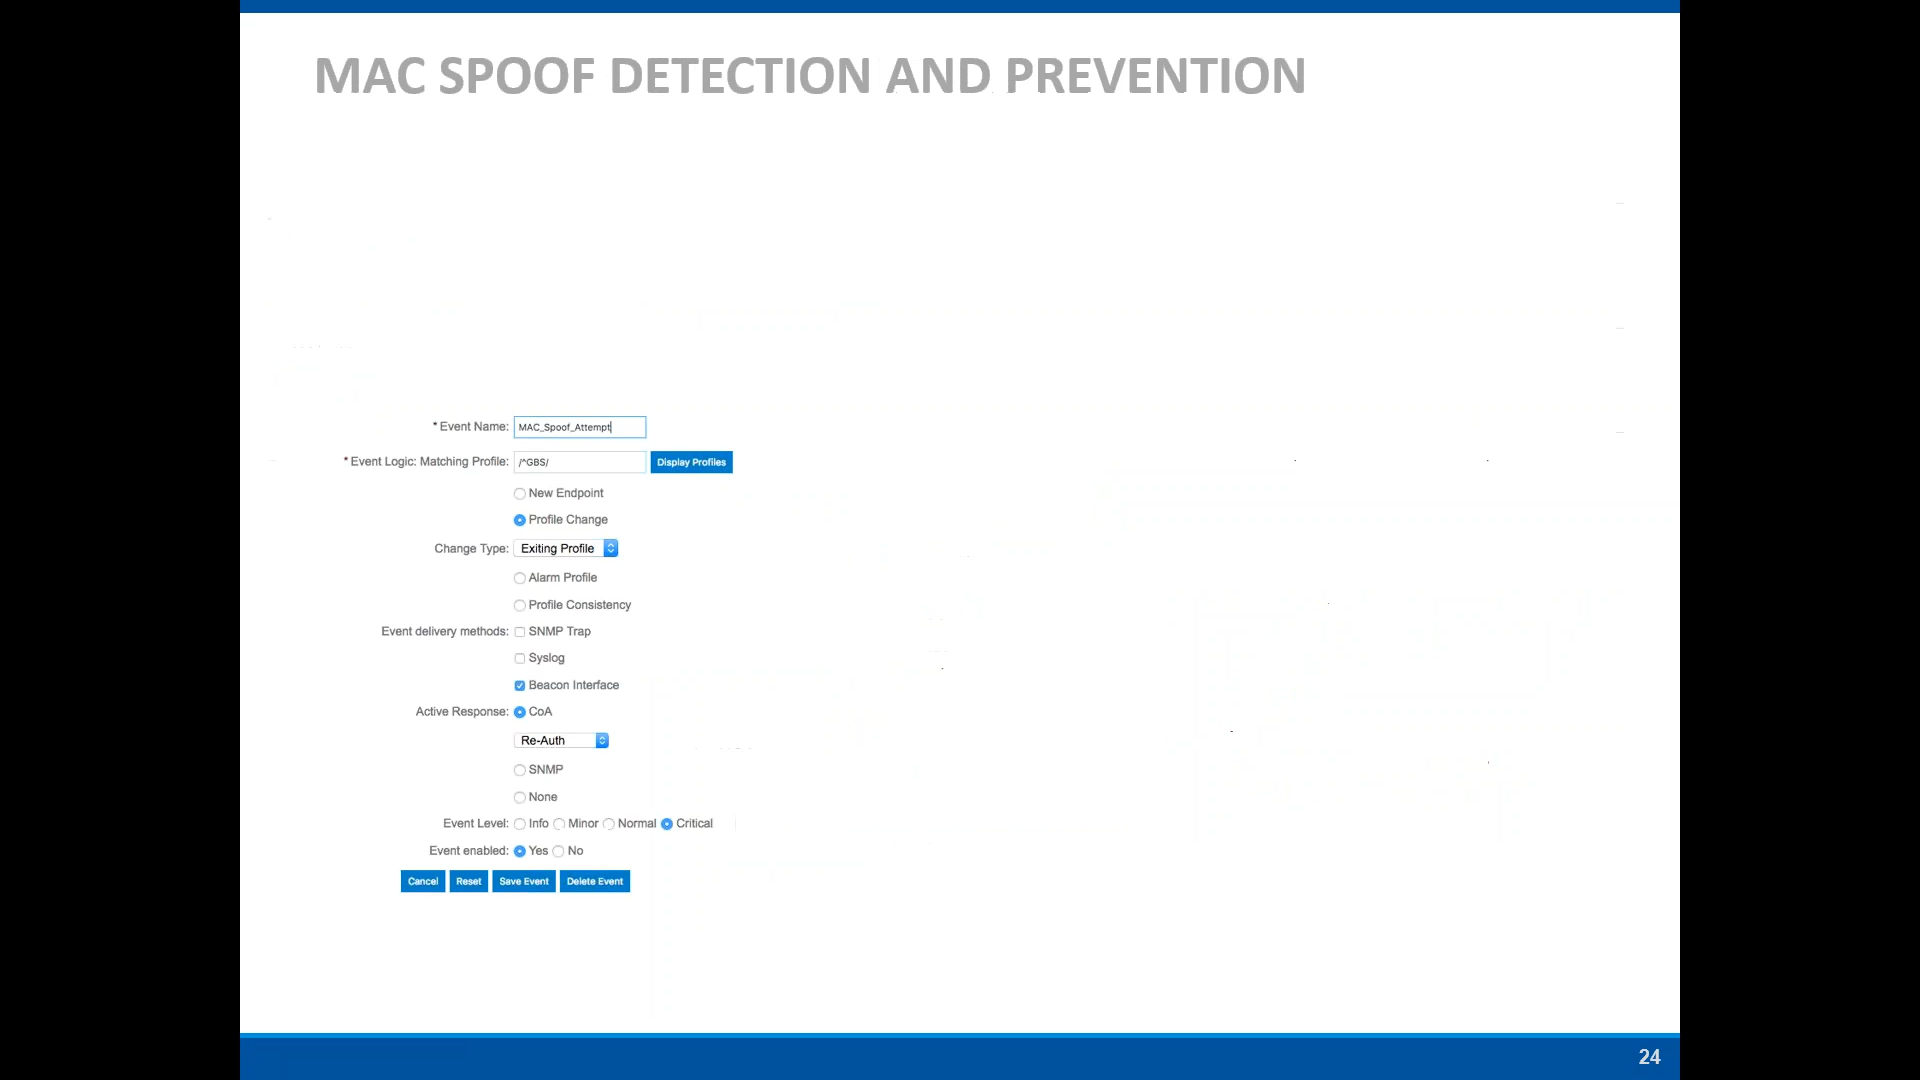 MAC SPOOF DETECTION AND PREVENTION
* Event Name: MAC_Spoof_Attempt
* Event Logic: Matching Profile: /^GBS/ Display Profiles
New Endpoint
Profile Change
Change Type: Exiting Profile
Alarm Profile
Profile Consistency
Event delivery methods: SNMP Trap
Syslog
Beacon Interface
Active Response: CoA
Re-Auth
SNMP
None
Event Level: Info Minor Normal Critical
Event enabled: Yes No
Cancel Reset Save Event Delete Event
24